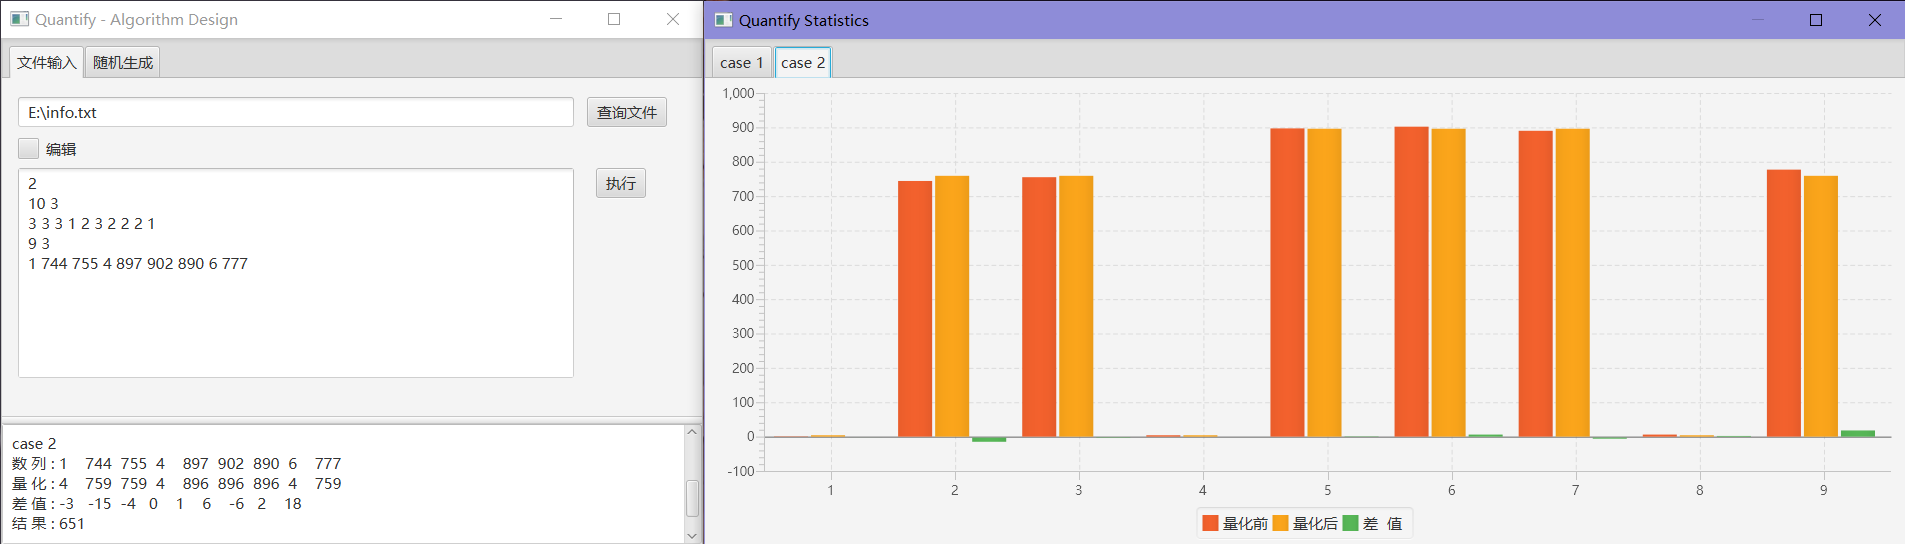 Quantify - Algorithm Design
文件输入 随机生成
E:\info.txt 查询文件
编辑
2
10 3
3 3 3 1 2 3 2 2 2 1
9 3
1 744 755 4 897 902 890 6 777
执行
case 2
数 列 : 1 744 755 4 897 902 890 6 777
量 化 : 4 759 759 4 896 896 896 4 759
差 值 : -3 -15 -4 0 1 6 -6 2 18
结 果 : 651
Quantify Statistics
case 1 case 2
1,000
900
800
700
600
500
400
300
200
100
0
-100
1 2 3 4 5 6 7 8 9
量化前 量化后 差 值